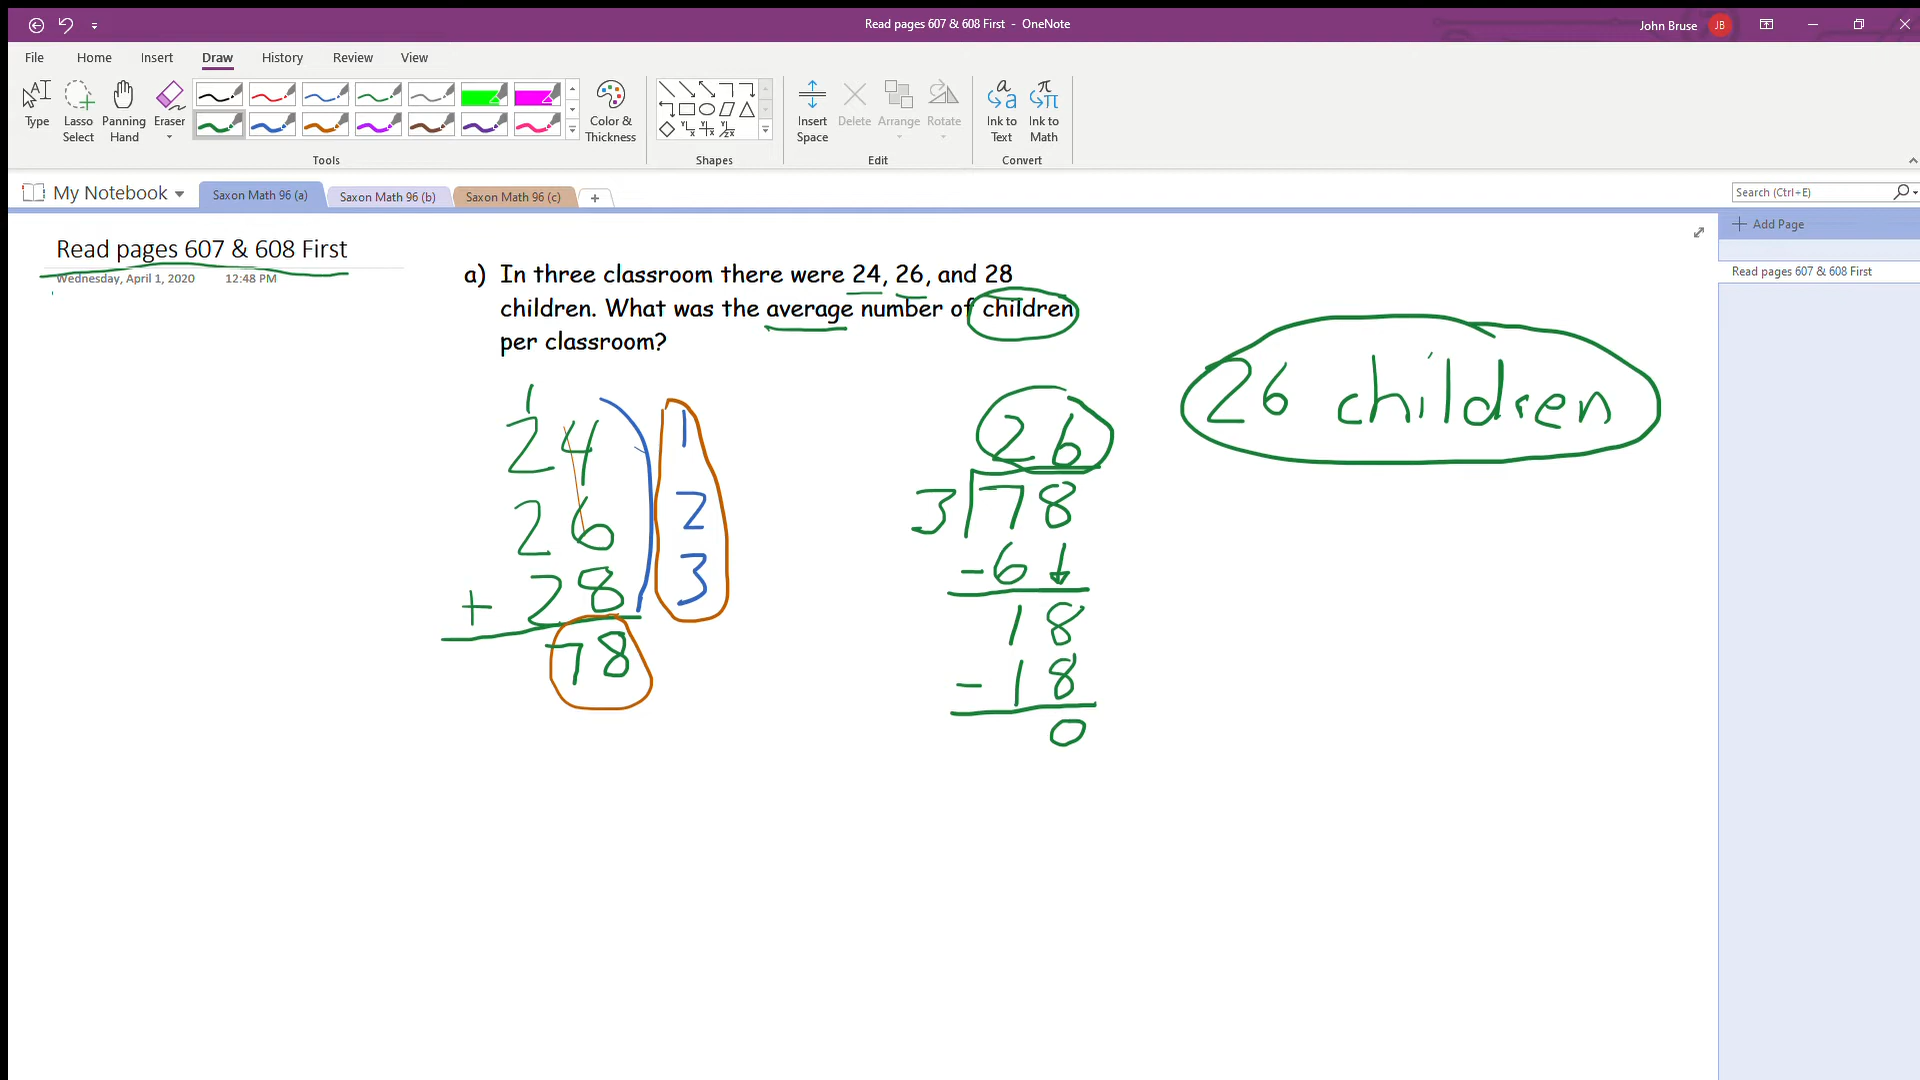 Read pages 607 & 608 First - OneNote
John Bruse JB
File Home Insert Draw History Review View
Type
Lasso Select
Panning Hand
Eraser
Color & Thickness
Insert Space
Delete
Arrange
Rotate
a
a
Ink to Text
π
π
Ink to Math
Tools Shapes Edit Convert
My Notebook
Saxon Math 96 (a) Saxon Math 96 (b) Saxon Math 96 (c) +
Search (Ctrl+E)
Add Page
Read pages 607 & 608 First
Read pages 607 & 608 First
Wednesday, April 1, 2020 12:48 PM
a) In three classroom there were 24, 26, and 28
children. What was the average number of children
per classroom?
1
24 1
26 2
+ 28 3
78
26
3 78
-6
18
-18
0
26 children